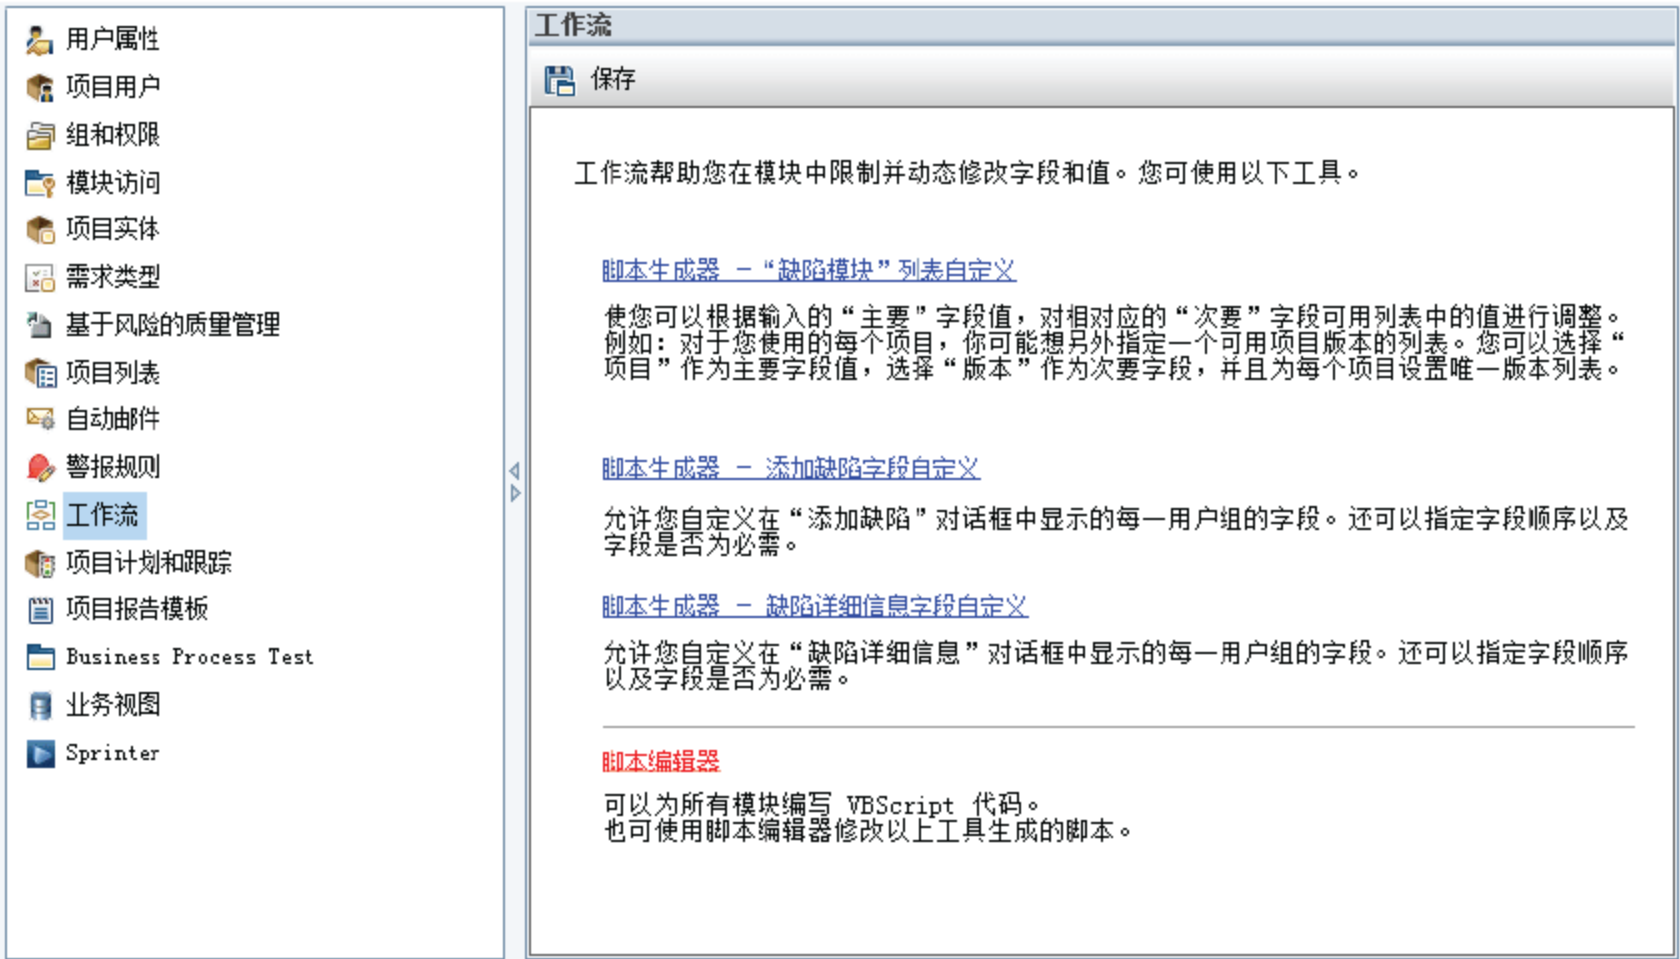 用户属性
项目用户
组和权限
模块访问
项目实体
需求类型
基于风险的质量管理
项目列表
自动邮件
警报规则
工作流
项目计划和跟踪
项目报告模板
Business Process Test
业务视图
Sprinter
工作流
保存
工作流帮助您在模块中限制并动态修改字段和值。您可使用以下工具。
脚本生成器 - “缺陷模块”列表自定义
使您可以根据输入的“主要”字段值，对相对应的“次要”字段可用列表中的值进行调整。
例如：对于您使用的每个项目，你可能想另外指定一个可用项目版本的列表。您可以选择“
项目”作为主要字段值，选择“版本”作为次要字段，并且为每个项目设置唯一版本列表。
脚本生成器 - 添加缺陷字段自定义
允许您自定义在“添加缺陷”对话框中显示的每一用户组的字段。还可以指定字段顺序以及
字段是否为必需。
脚本生成器 - 缺陷详细信息字段自定义
允许您自定义在“缺陷详细信息”对话框中显示的每一用户组的字段。还可以指定字段顺序
以及字段是否为必需。
脚本编辑器
可以为所有模块编写 VBScript 代码。
也可使用脚本编辑器修改以上工具生成的脚本。